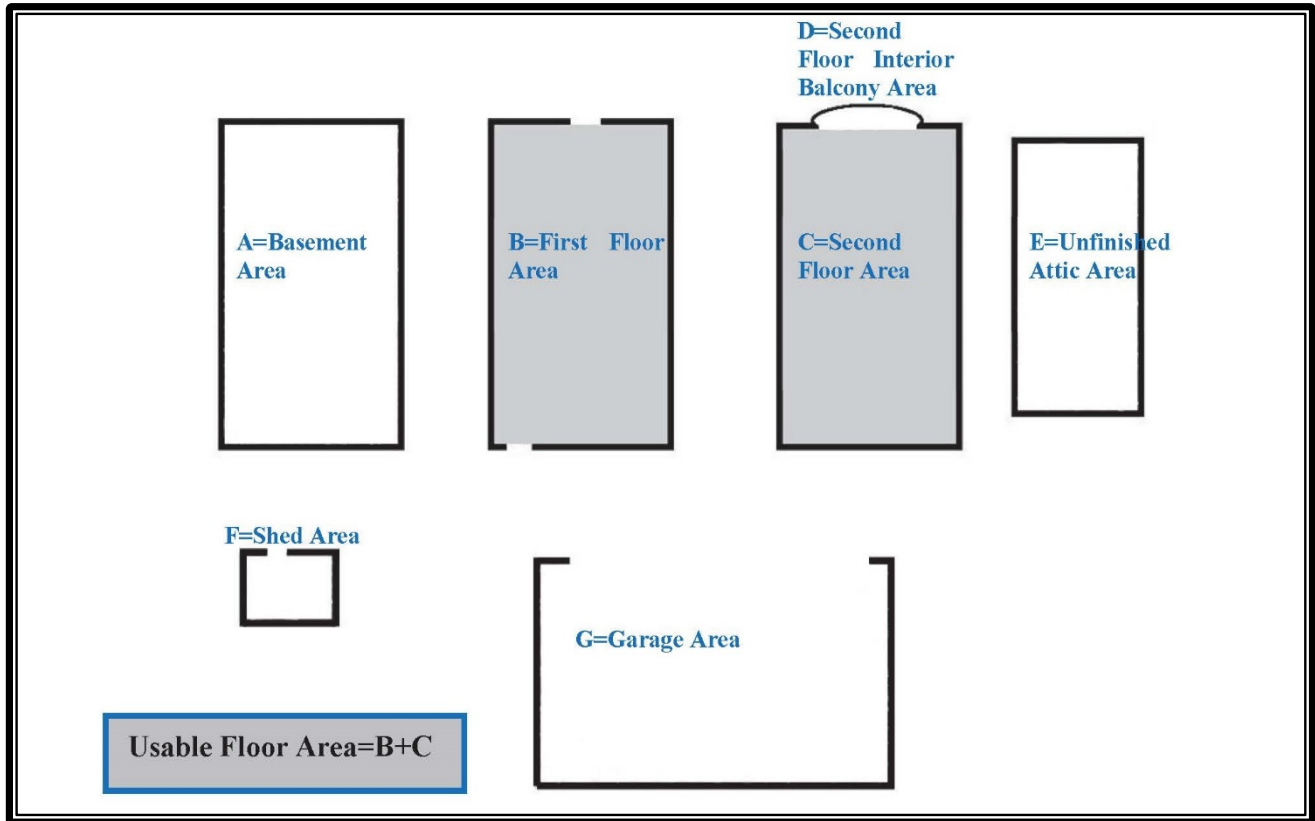 D=Second
Floor Interior
Balcony Area
A=Basement
Area
B=First Floor
Area
C=Second
Floor Area
E=Unfinished
Attic Area
F=Shed Area
G=Garage Area
Usable Floor Area=B+C